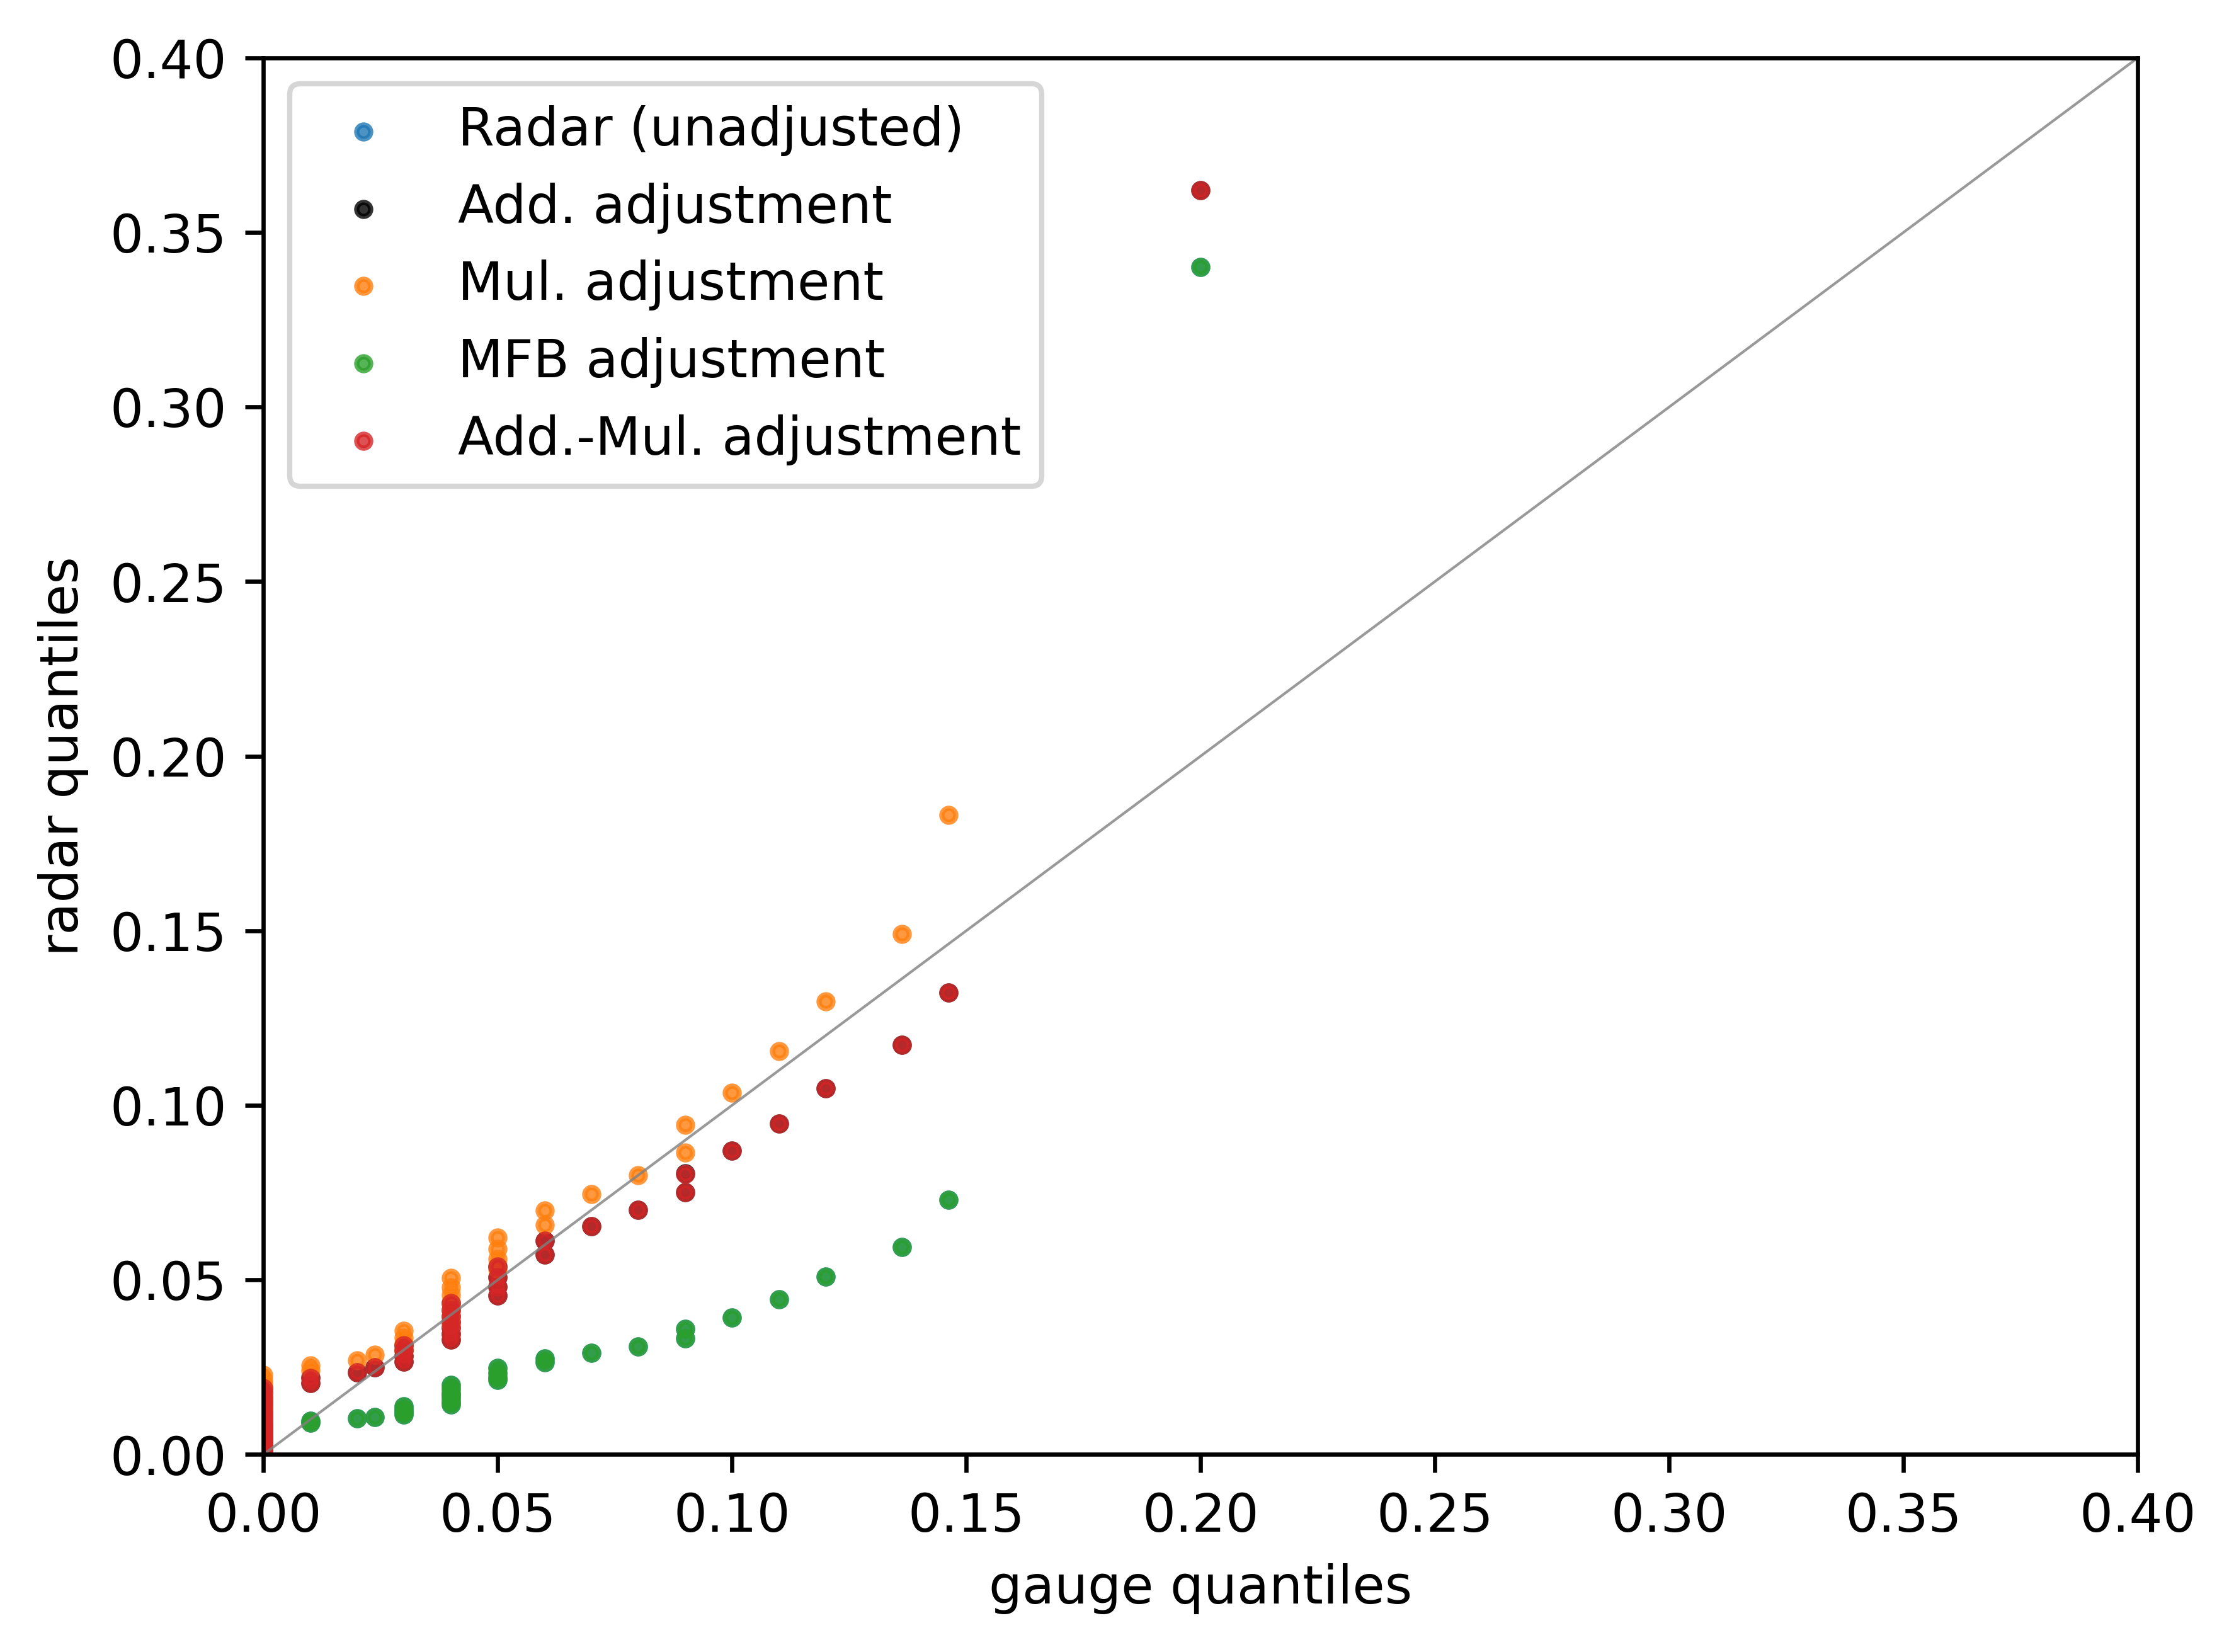 0.40
0.35
0.30
0.25
0.20
0.15
0.10
0.05
0.00
radar quantiles
Radar (unadjusted)
Add. adjustment
Mul. adjustment
MFB adjustment
Add.-Mul. adjustment
0.00 0.05 0.10 0.15 0.20 0.25 0.30 0.35 0.40
gauge quantiles